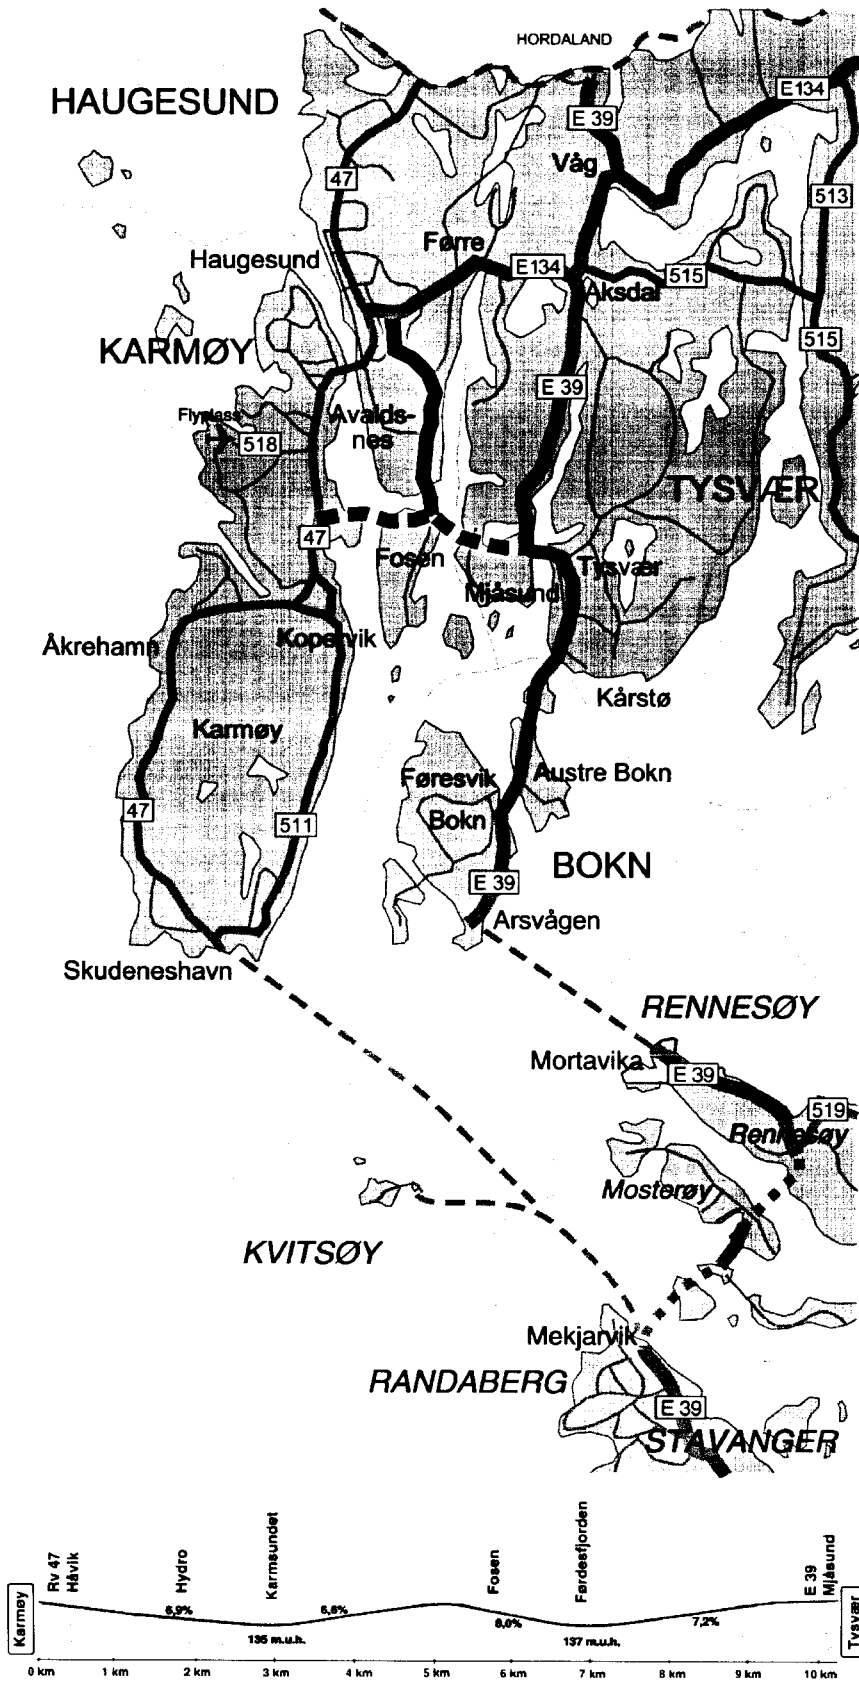 HORDALAND
E 134
HAUGESUND
E 39
Våg
47
513
Førre
Haugesund
E 134
515
Aksdal
KARMØY
515
E 39
Flyplass
Avalds-
nes
518
TYSVÆR
47
Fosen
Tysvær
Mjåsund
Åkrehamn
Kopervik
Kårstø
Karmøy
Føresvik
Austre Bokn
47
511
Bokn
BOKN
E 39
Arsvågen
Skudeneshavn
RENNESØY
Mortavika
E 39
519
Rennesøy
Mosterøy
KVITSØY
Mekjarvik
RANDABERG
E 39
STAVANGER
Karmøy
Rv 47
Håvik
Hydro
Karmsundet
Fosen
Førdesfjorden
E 39
Mjåsund
Tysvær
6,9%
6,6%
8,0%
7,2%
135 m.u.h.
137 m.u.h.
0 km
1 km
2 km
3 km
4 km
5 km
6 km
7 km
8 km
9 km
10 km